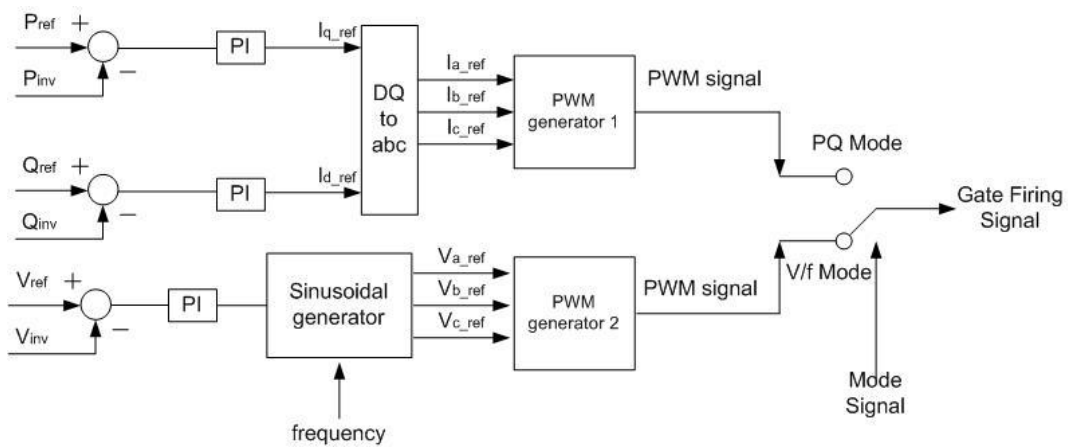 Pref
+
PI
Iq_ref
Pinv
−
Ia_ref
PWM signal
DQ
to
abc
Ib_ref
PWM
generator 1
Ic_ref
PQ Mode
Qref
+
PI
Id_ref
Qinv
−
Gate Firing
Signal
Vref
+
PI
Sinusoidal
generator
Va_ref
Vb_ref
Vc_ref
PWM
generator 2
PWM signal
V/f Mode
Vinv
−
Mode
Signal
frequency